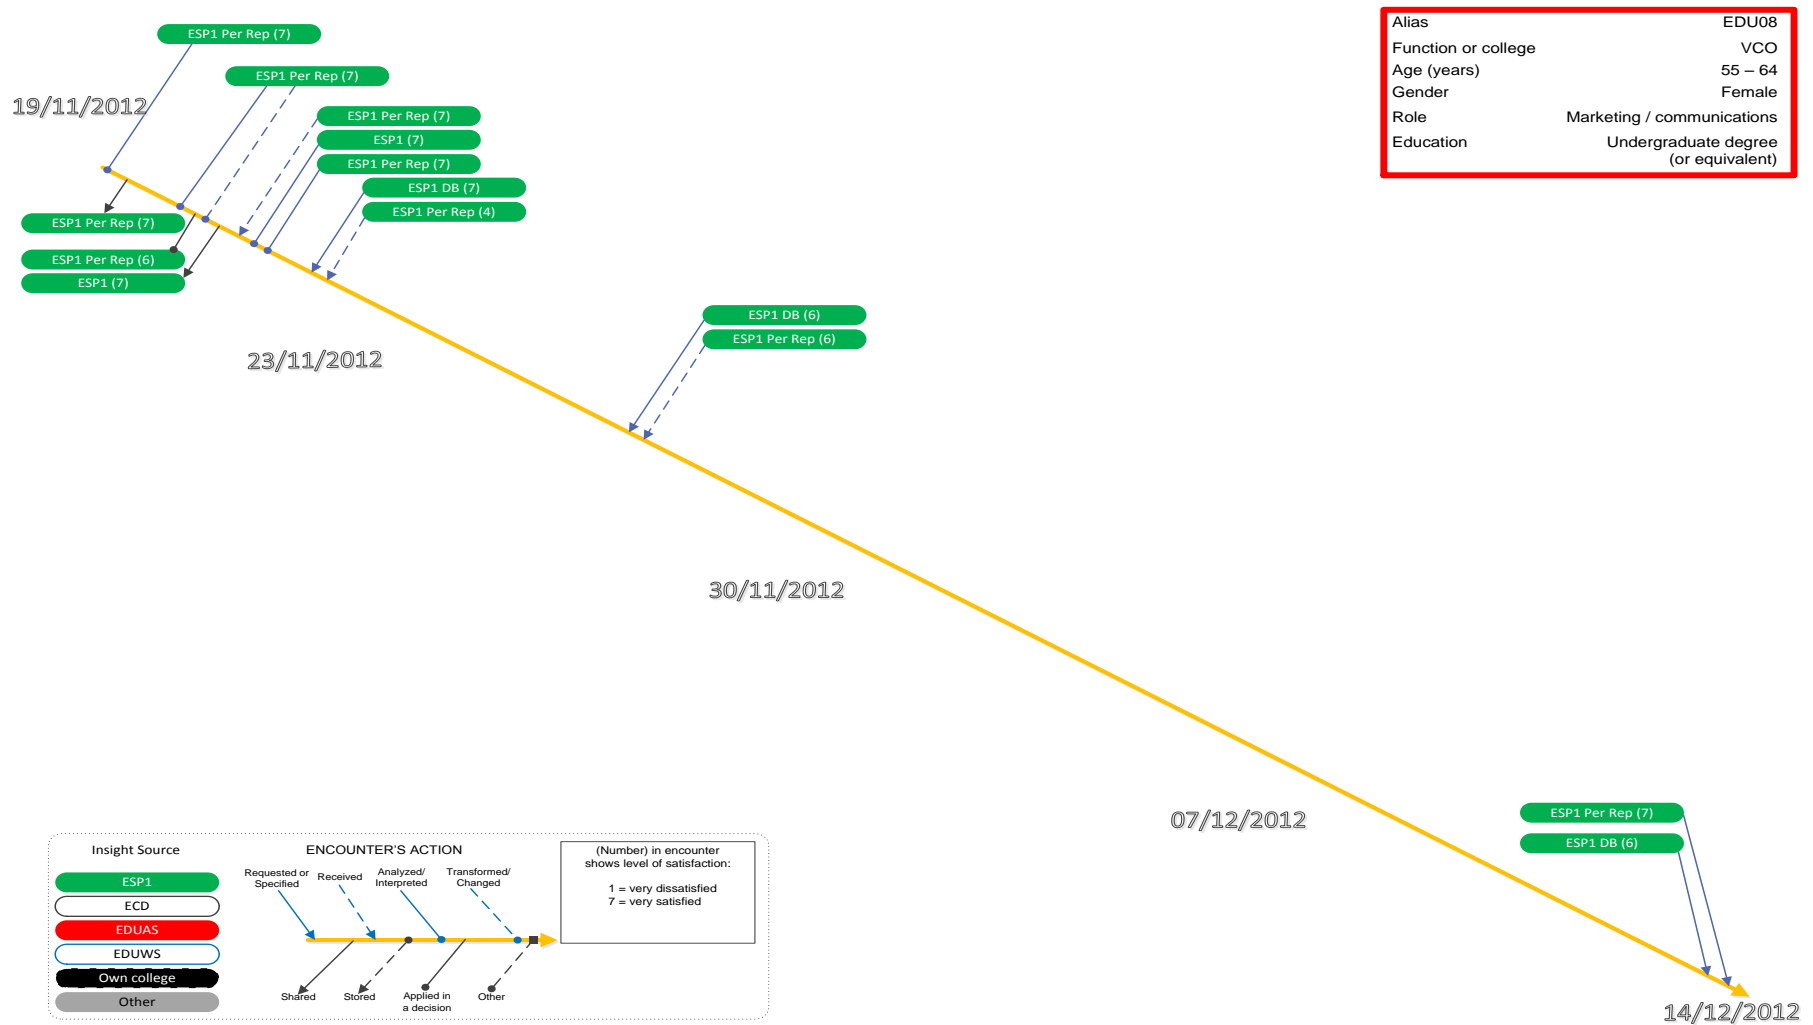 ESP1 Per Rep (7)
ESP1 Per Rep (7)
19/11/2012
ESP1 Per Rep (7)
ESP1 (7)
ESP1 Per Rep (7)
ESP1 DB (7)
ESP1 Per Rep (4)
ESP1 Per Rep (7)
ESP1 Per Rep (6)
ESP1 (7)
Alias EDU08
Function or college VCO
Age (years) 55 – 64
Gender Female
Role Marketing / communications
Education Undergraduate degree
(or equivalent)
ESP1 DB (6)
ESP1 Per Rep (6)
23/11/2012
30/11/2012
07/12/2012
ESP1 Per Rep (7)
ESP1 DB (6)
14/12/2012
Insight Source
ESP1
ECD
EDUAS
EDUWS
Own college
Other
ENCOUNTER'S ACTION
Requested or
Specified
Received
Analyzed/
Interpreted
Transformed/
Changed
Shared
Stored
Applied in
a decision
Other
(Number) in encounter
shows level of satisfaction:
1 = very dissatisfied
7 = very satisfied